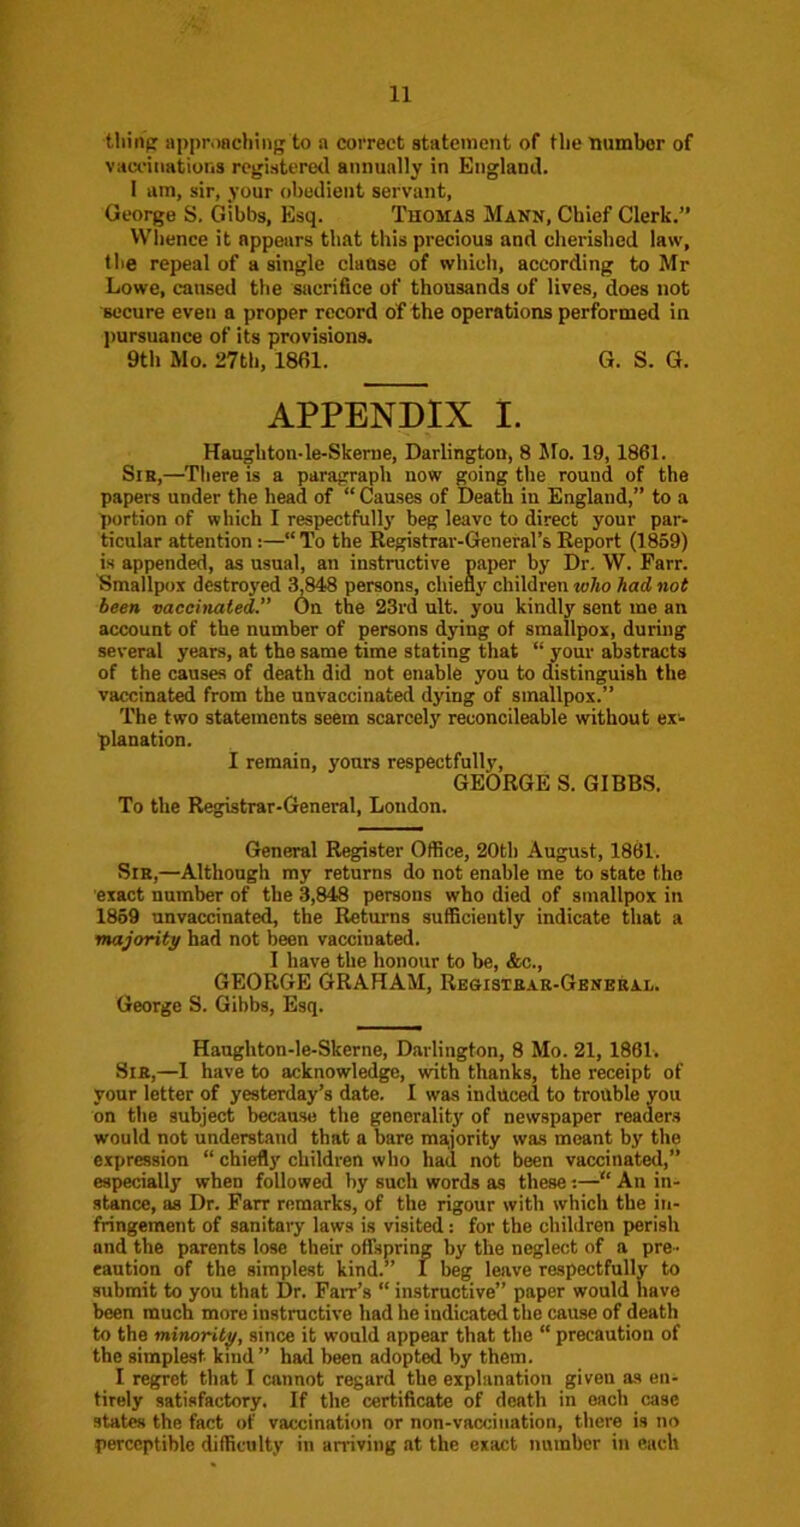 11
thing approaching to a correct statement of the number of
vaccinations registered annually in England.
I am, sir, your obedient servant,
George S. Gibbs, Esq. Thomas Mann, Chief Clerk.”
Whence it appears that this precious and cherished law,
the repeal of a single clause of which, according to Mr
Lowe, caused the sacrifice of thousands of lives, does not
secure even a proper record of the operations performed in
pursuance of its provisions.
9th Mo. 27th, 1861. G. S. G.
APPENDIX I.
Haughton-le-Skerne, Darlington, 8 Mo. 19, 1861.
Sir,—There is a paragraph now going the round of the
papers under the head of “Causes of Death in England,” to a
portion of which I respectfully beg leave to direct your par-
ticular attention:—“To the Registrar-General’s Report (1859)
is appended, as usual, an instructive paper by Dr. W. Farr.
Smallpox destroyed 3,848 persons, chiefly children who had not
been vaccinated.” On the 23rd ult. you kindly sent me an
account of the number of persons dying of smallpox, during
several years, at the same time stating that “your abstracts
of the causes of death did not enable you to distinguish the
vaccinated from the unvaccinated dying of smallpox.”
The two statements seem scarcely reconcileable without ex-
planation.
I remain, yours respectfully,
GEORGE S. GIBBS.
To the Registrar-General, London.
General Register Office, 20th August, 1861.
Sir,—Although my returns do not enable me to state the
exact number of the 3,848 persons who died of smallpox in
1859 unvaccinated, the Returns sufficiently indicate that a
majority had not been vaccinated.
I have the honour to be, &c.,
GEORGE GRAHAM, Registrar-General.
George S. Gibbs, Esq.
Haughton-le-Skerne, Darlington, 8 Mo. 21, 1861.
Sir,—I have to acknowledge, with thanks, the receipt of
your letter of yesterday’s date. I was induced to trouble you
on the subject because the generality of newspaper readers
would not understand that a bare majority was meant by the
expression “chiefly children who had not been vaccinated,”
especially when followed by such words as these:—“An in-
stance, as Dr. Farr remarks, of the rigour with which the in-
fringement of sanitary laws is visited: for the children perish
and the parents lose their offspring by the neglect of a pre-
caution of the simplest kind.” I beg leave respectfully to
submit to you that Dr. Farr’s “instructive” paper would have
been much more instructive had he indicated the cause of death
to the minority, since it would appear that the “precaution of
the simplest kind” had been adopted by them.
I regret that I cannot regard the explanation given as en-
tirely satisfactory. If the certificate of death in each case
states the fact of vaccination or non-vaccination, there is no
perceptible difficulty in arriving at the exact number in each